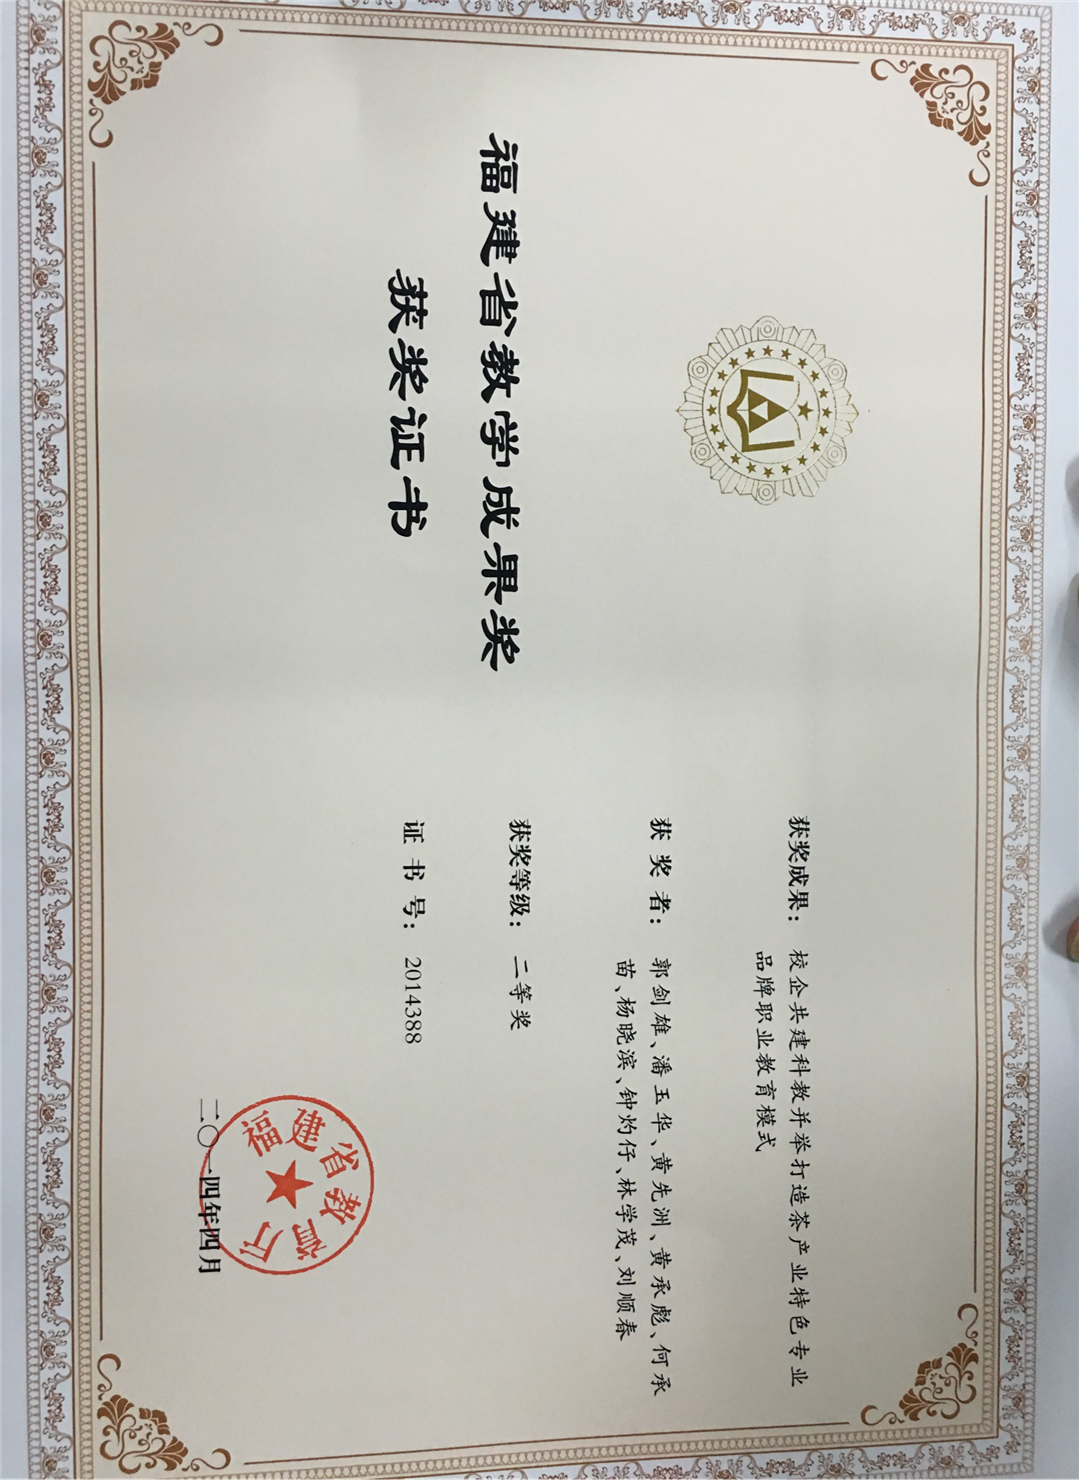 福建省教学成果奖
获奖证书
获奖成果：校企共建科教并举打造茶产业特色专业
品牌职业教育模式
获奖者：郭剑雄、潘玉华、黄先洲、黄承彪、何承
苗、杨晓滨、钟灼仔、林学茂、刘顺春
获奖等级：二等奖
证书号：2014388
福建省教育厅
二〇一四年四月